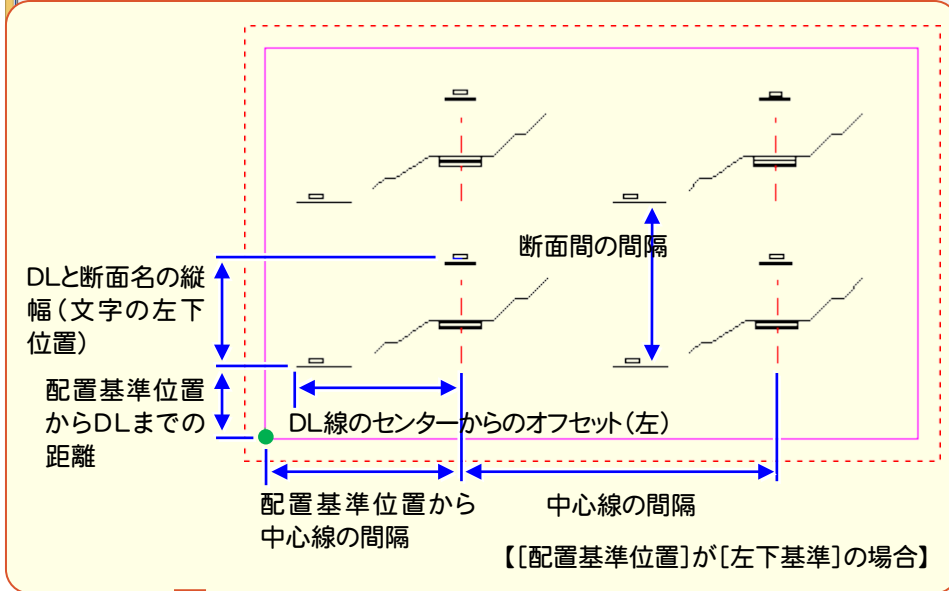 断面間の間隔
DLと断面名の縦
幅(文字の左下
位置)
配置基準位置
からDLまでの
距離
DL線のセンターからのオフセット(左)
配置基準位置から
中心線の間隔
中心線の間隔
【[配置基準位置]が[左下基準]の場合】